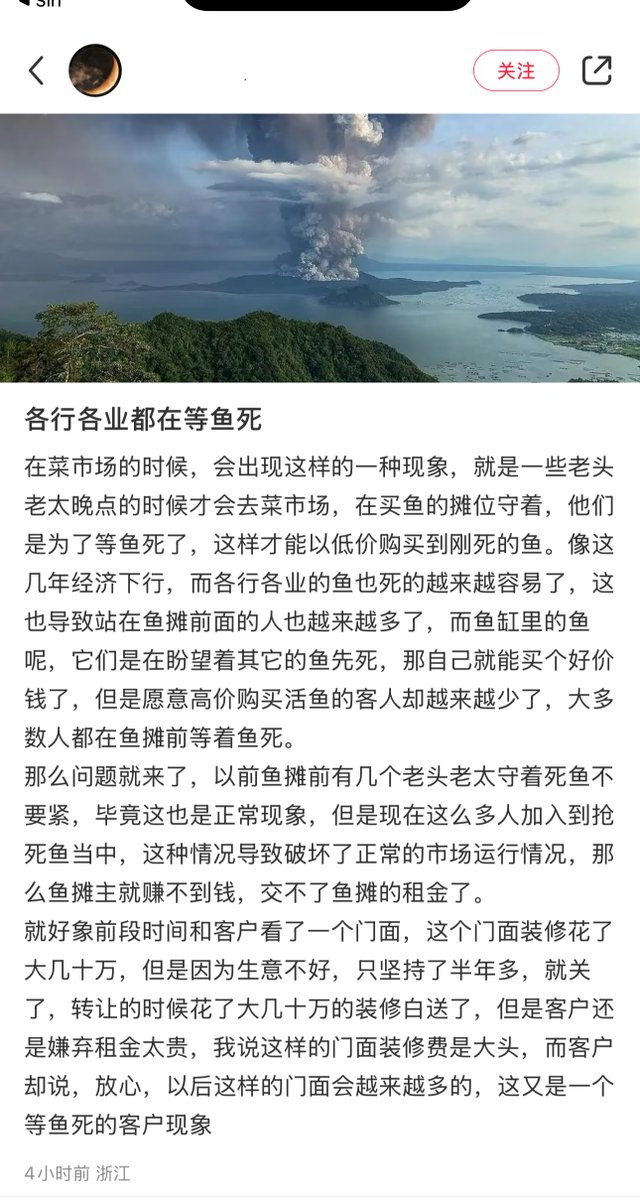 关注
各行各业都在等鱼死
在菜市场的时候，会出现这样的一种现象，就是一些老头
老太晚点的时候才会去菜市场，在买鱼的摊位守着，他们
是为了等鱼死了，这样才能以低价购买到刚死的鱼。像这
几年经济下行，而各行各业的鱼也死的越来越容易了，这
也导致站在鱼摊前面的人也越来越多了，而鱼缸里的鱼
呢，它们是在盼望着其它的鱼先死，那自己就能买个好价
钱了，但是愿意高价购买活鱼的客人却越来越少了，大多
数人都在鱼摊前等着鱼死。
那么问题就来了，以前鱼摊前有几个老头老太守着死鱼不
要紧，毕竟这也是正常现象，但是现在这么多人加入到抢
死鱼当中，这种情况导致破坏了正常的市场运行情况，那
么鱼摊主就赚不到钱，交不了鱼摊的租金了。
就好象前段时间和客户看了一个门面，这个门面装修花了
大几十万，但是因为生意不好，只坚持了半年多，就关
了，转让的时候花了大几十万的装修白送了，但是客户还
是嫌弃租金太贵，我说这样的门面装修费是大头，而客户
却说，放心，以后这样的门面会越来越多的，这又是一个
等鱼死的客户现象
4小时前 浙江